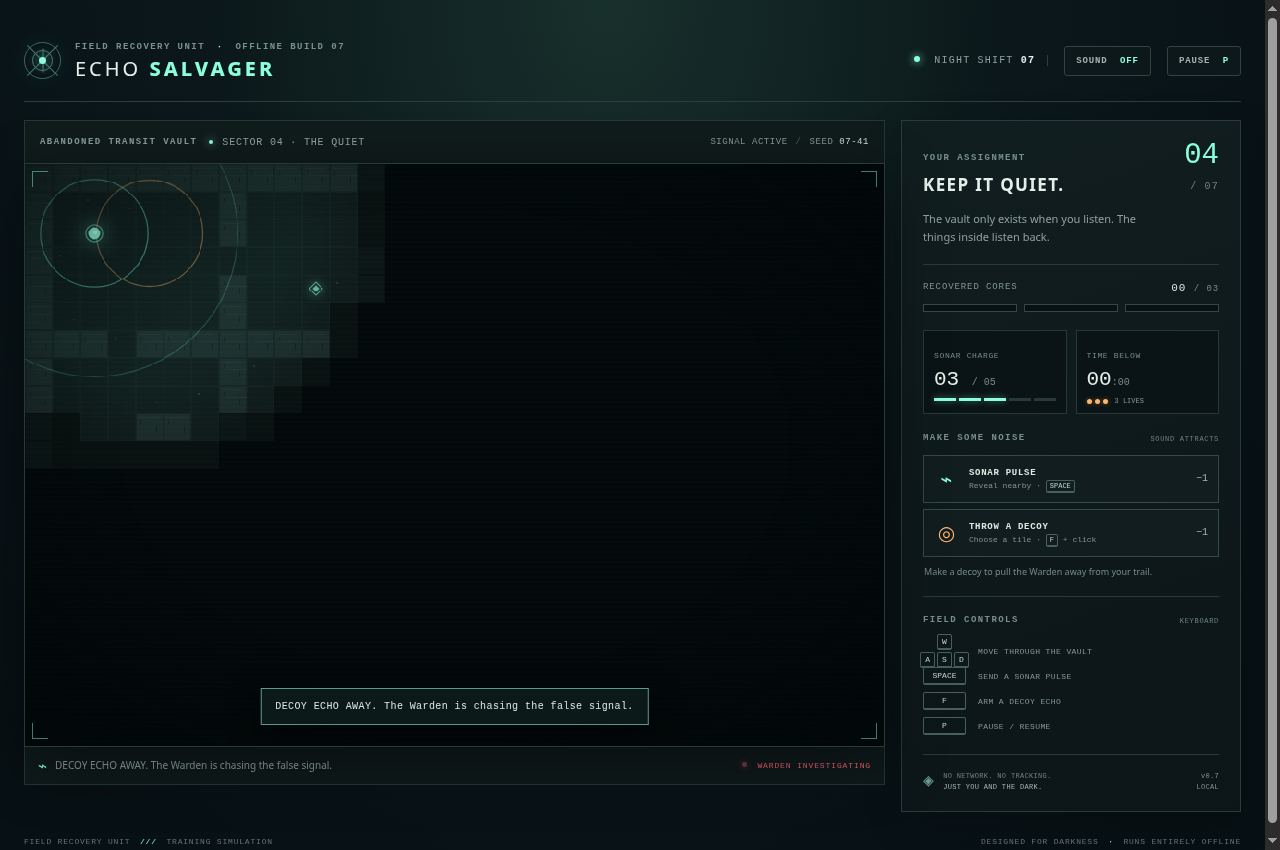 FIELD RECOVERY UNIT · OFFLINE BUILD 07
ECHO SALVAGER
NIGHT SHIFT 07
SOUND OFF
PAUSE P
ABANDONED TRANSIT VAULT SECTOR 04 · THE QUIET
SIGNAL ACTIVE / SEED 07-41
DECOY ECHO AWAY. The Warden is chasing the false signal.
DECOY ECHO AWAY. The Warden is chasing the false signal.
WARDEN INVESTIGATING
YOUR ASSIGNMENT
04
KEEP IT QUIET.
/ 07
The vault only exists when you listen. The
things inside listen back.
RECOVERED CORES
00 / 03
SONAR CHARGE
03 / 05
TIME BELOW
00:00
3 LIVES
MAKE SOME NOISE
SOUND ATTRACTS
SONAR PULSE
Reveal nearby · SPACE
−1
THROW A DECOY
Choose a tile · F + click
−1
Make a decoy to pull the Warden away from your trail.
FIELD CONTROLS
KEYBOARD
W
A S D
MOVE THROUGH THE VAULT
SPACE
SEND A SONAR PULSE
F
ARM A DECOY ECHO
P
PAUSE / RESUME
NO NETWORK. NO TRACKING.
JUST YOU AND THE DARK.
v0.7
LOCAL
FIELD RECOVERY UNIT /// TRAINING SIMULATION
DESIGNED FOR DARKNESS · RUNS ENTIRELY OFFLINE